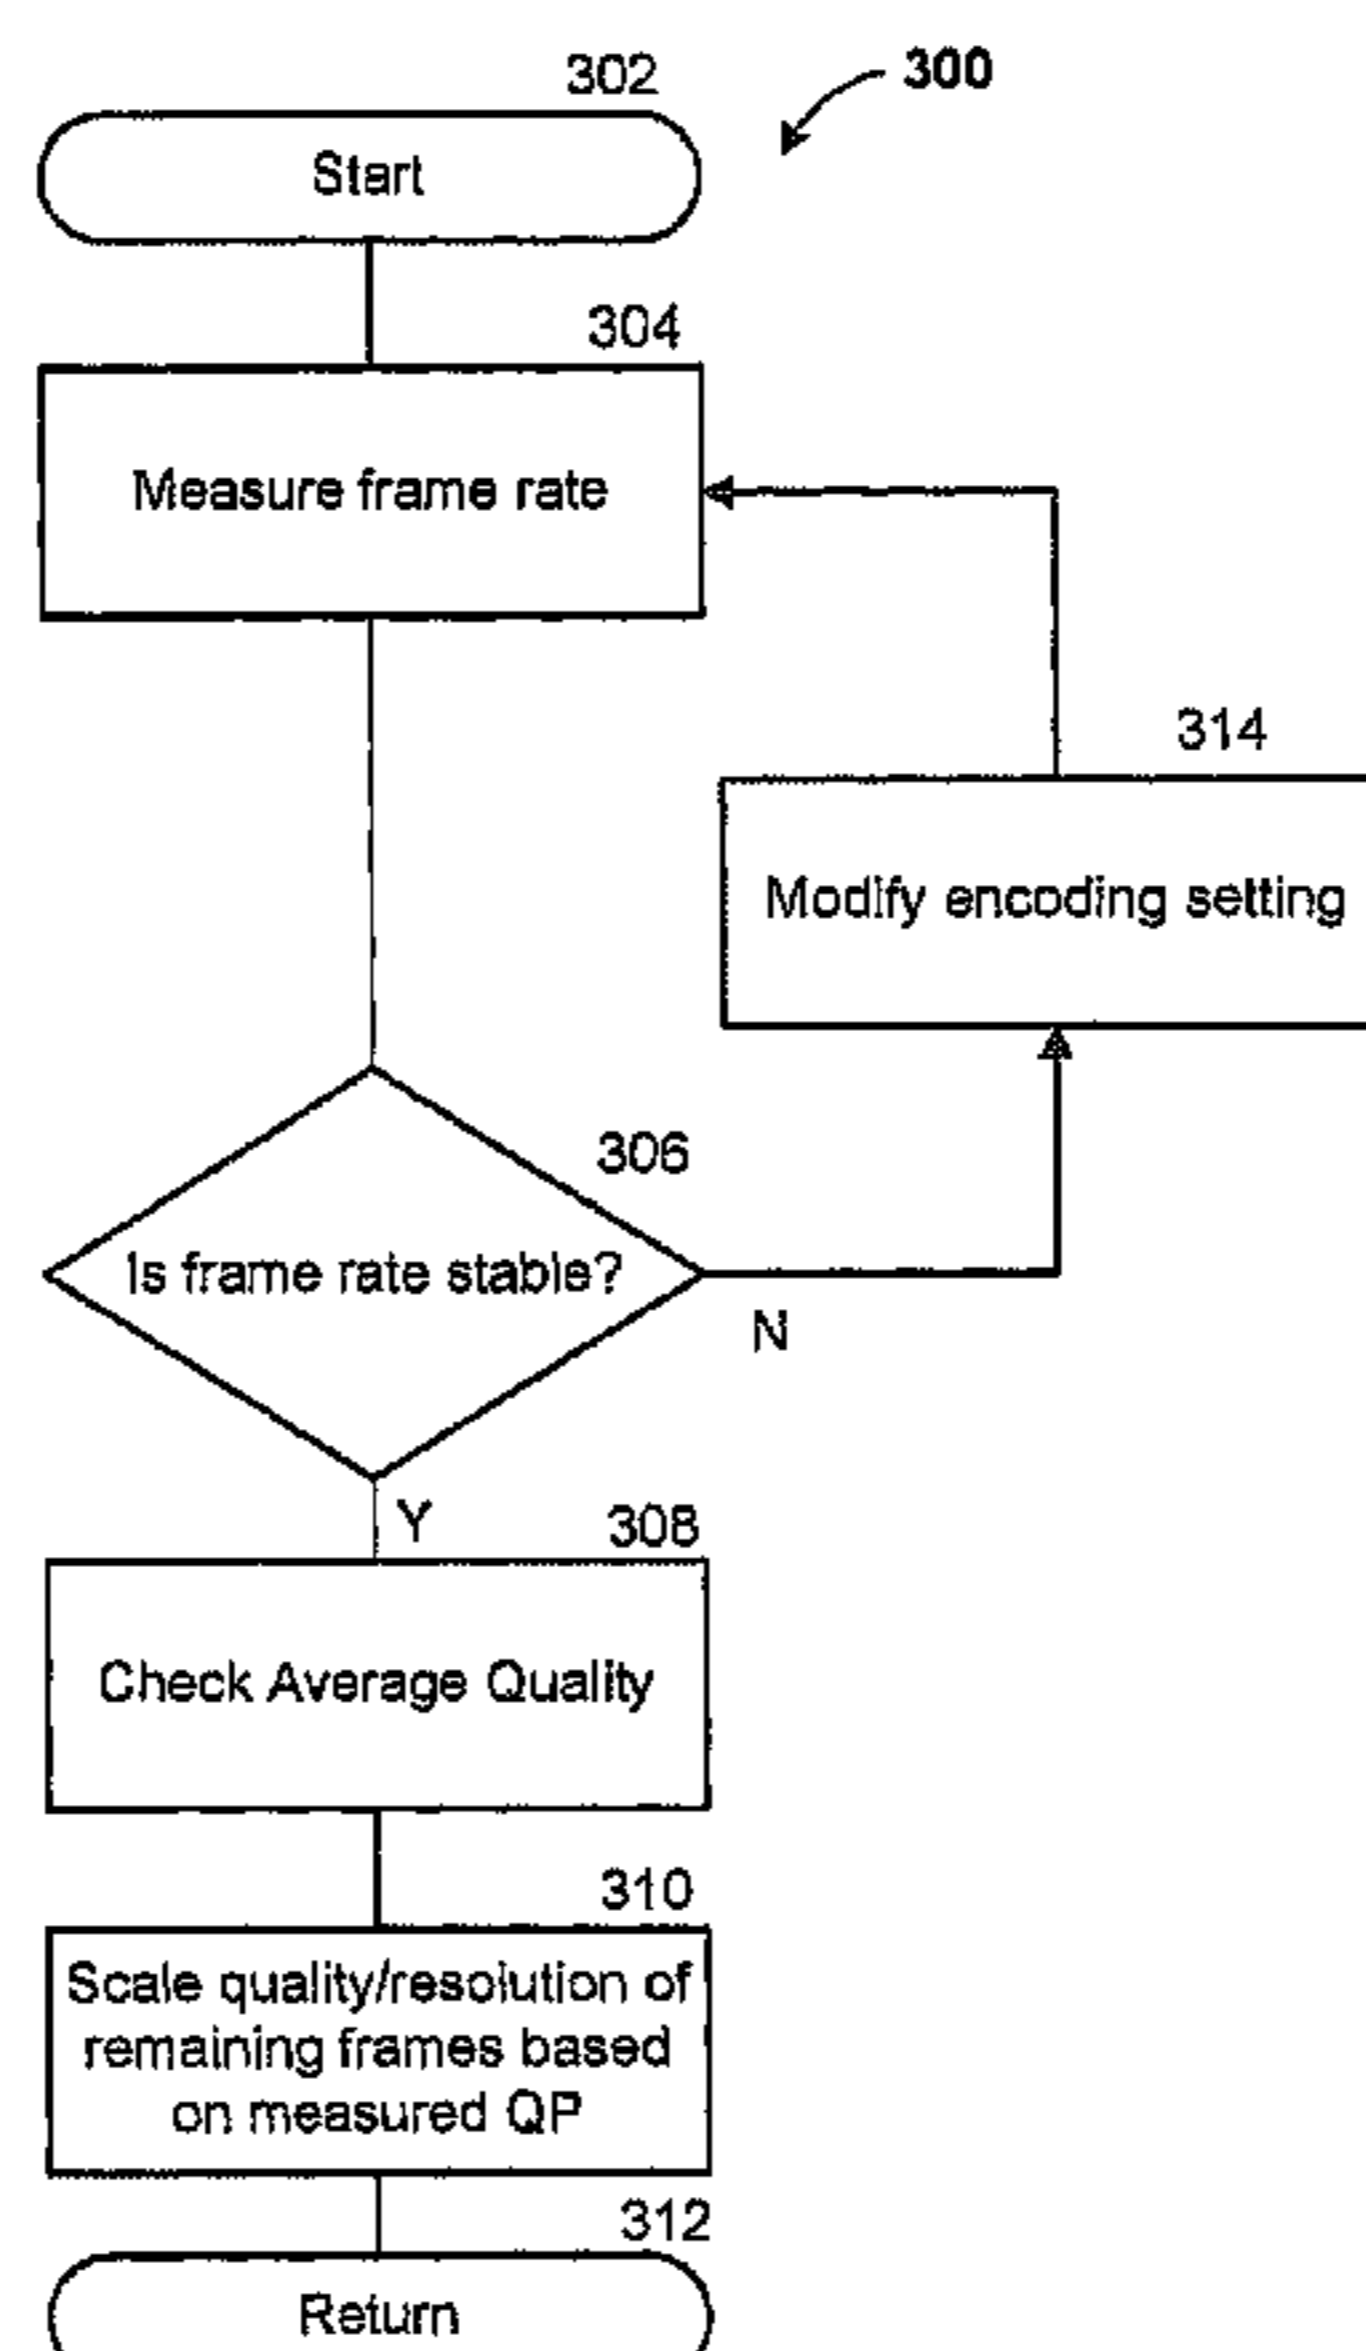 302
300
Start
304
Measure frame rate
314
Modify encoding setting
306
Is frame rate stable?
N
Y
308
Check Average Quality
310
Scale quality/resolution of
remaining frames based
on measured QP
312
Return